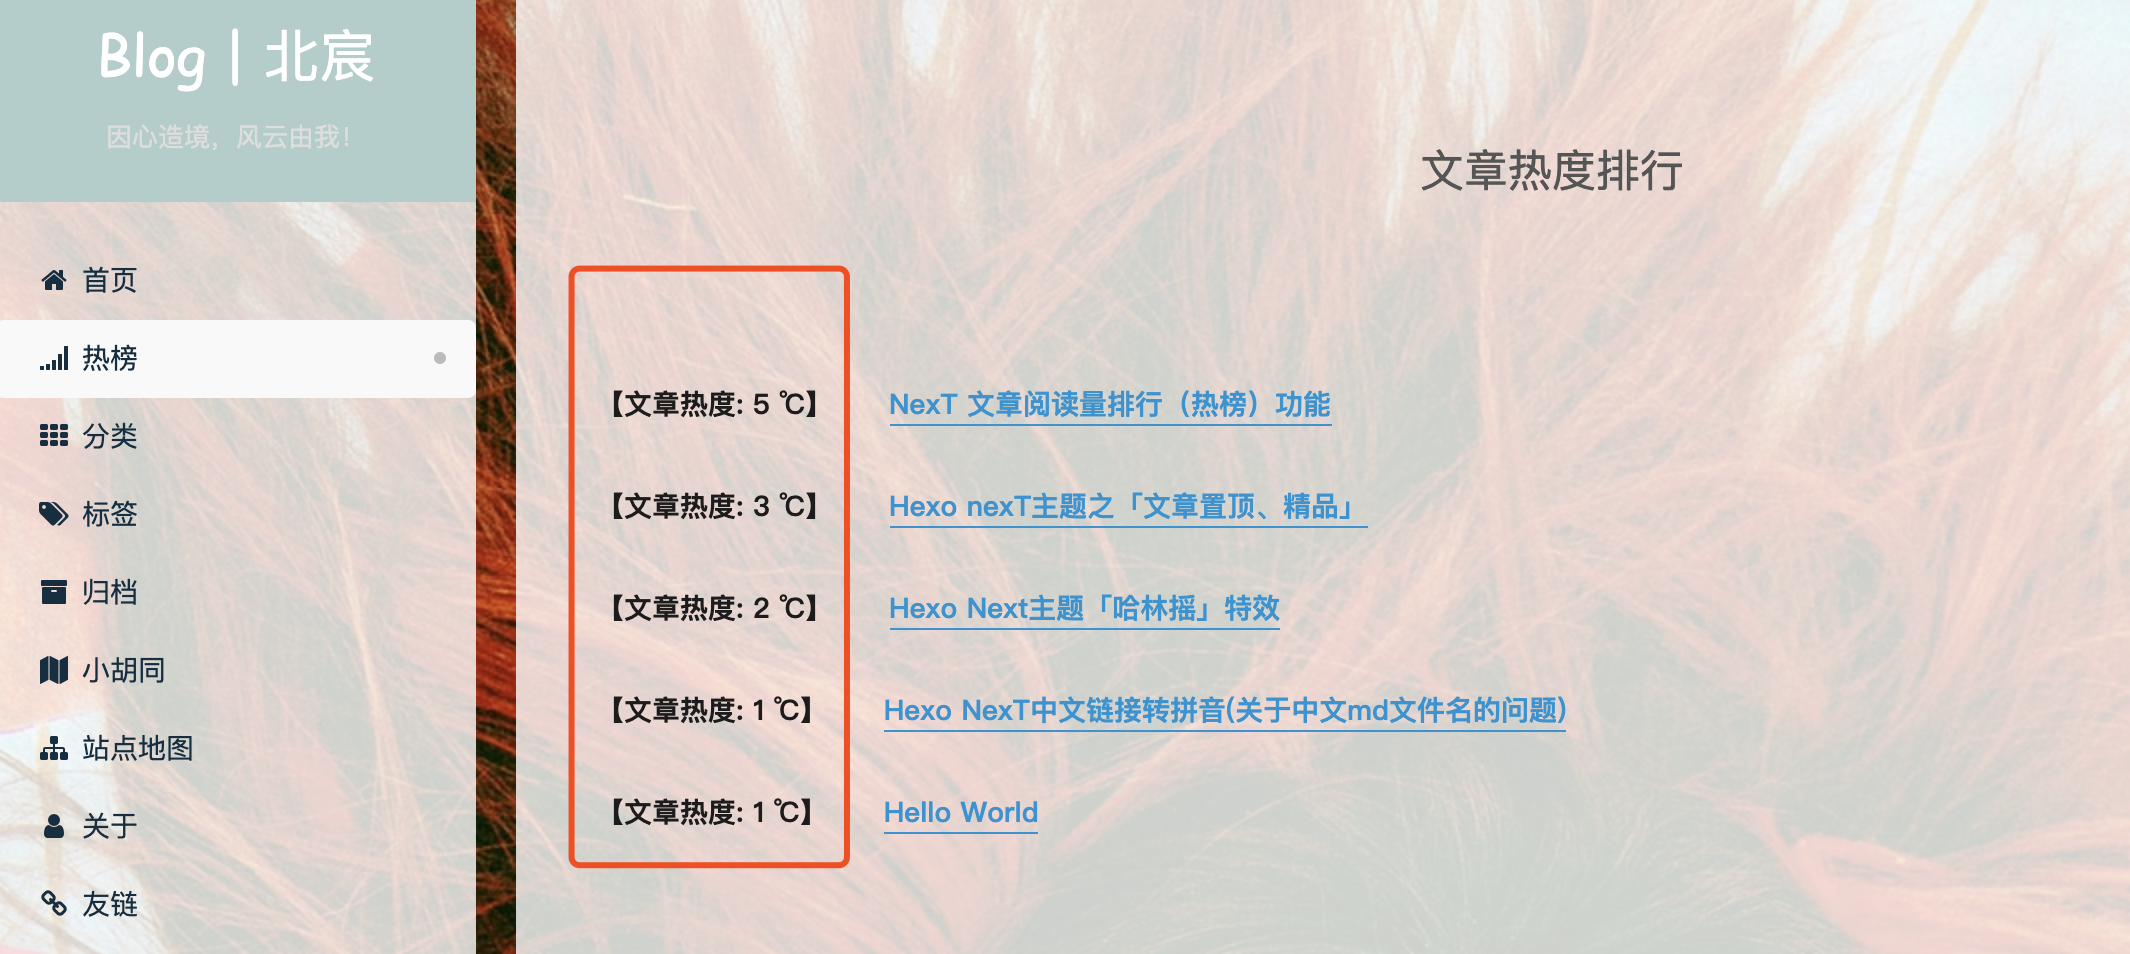 Blog | 北宸
因心造境，风云由我！
首页
热榜
分类
标签
归档
小胡同
站点地图
关于
友链
文章热度排行
【文章热度: 5 ℃】 NexT 文章阅读量排行（热榜）功能
【文章热度: 3 ℃】 Hexo nexT主题之「文章置顶、精品」
【文章热度: 2 ℃】 Hexo Next主题「哈林摇」特效
【文章热度: 1 ℃】 Hexo NexT中文链接转拼音(关于中文md文件名的问题)
【文章热度: 1 ℃】 Hello World